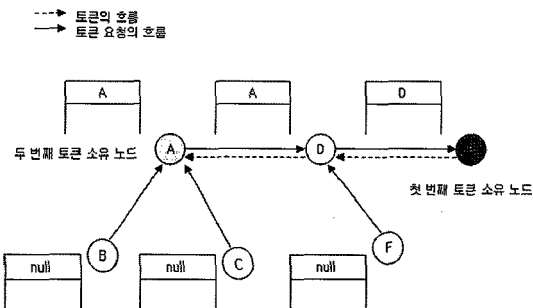 토큰의 흐름
토큰 요청의 흐름
A
A
D
두 번째 토큰 소유 노드
A
D
첫 번째 토큰 소유 노드
B
C
F
null
null
null